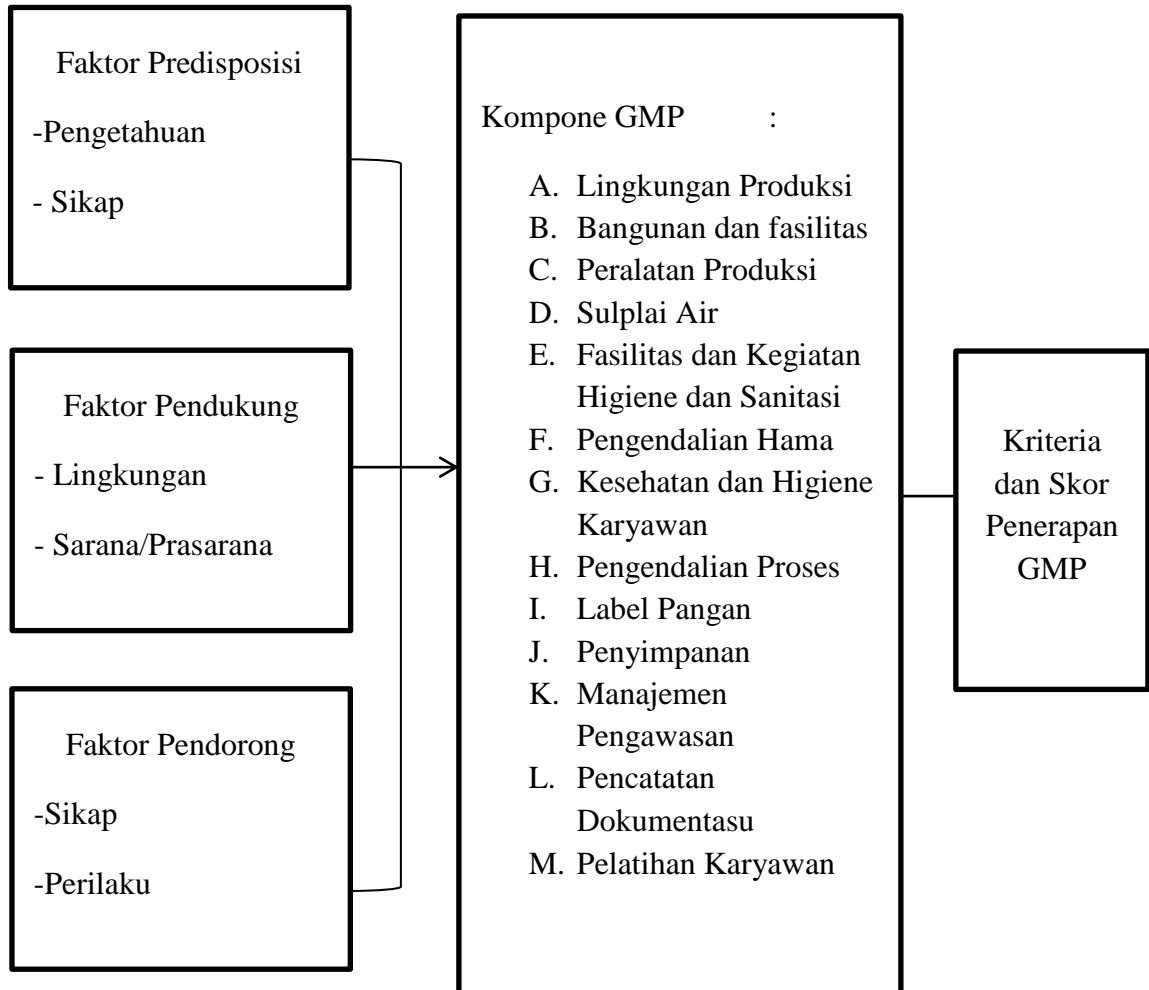 Faktor Predisposisi
-Pengetahuan
- Sikap
Faktor Pendukung
- Lingkungan
- Sarana/Prasarana
Faktor Pendorong
-Sikap
-Perilaku
Kompone GMP :
A. Lingkungan Produksi
B. Bangunan dan fasilitas
C. Peralatan Produksi
D. Sulplai Air
E. Fasilitas dan Kegiatan
Higiene dan Sanitasi
F. Pengendalian Hama
G. Kesehatan dan Higiene
Karyawan
H. Pengendalian Proses
I. Label Pangan
J. Penyimpanan
K. Manajemen
Pengawasan
L. Pencatatan
Dokumentasu
M. Pelatihan Karyawan
Kriteria
dan Skor
Penerapan
GMP